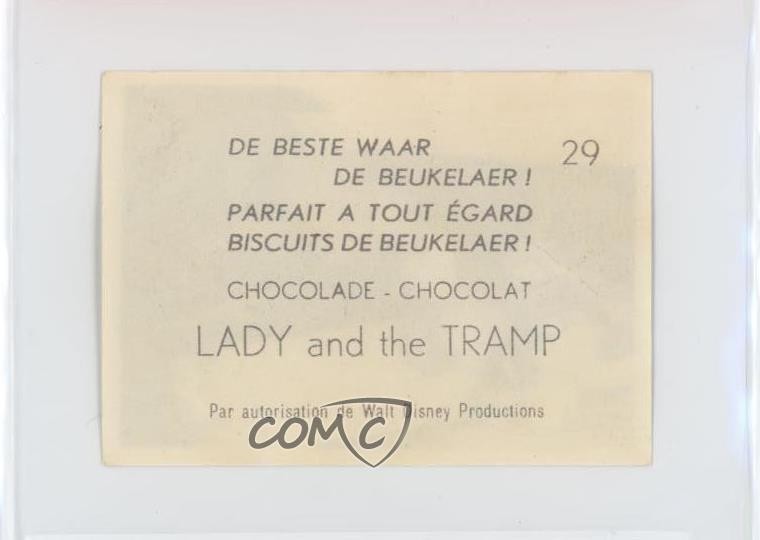 DE BESTE WAAR 29
DE BEUKELAER !
PARFAIT A TOUT ÉGARD
BISCUITS DE BEUKELAER !
CHOCOLADE - CHOCOLAT
LADY and the TRAMP
Par autorisation de Walt Disney Productions
COMC